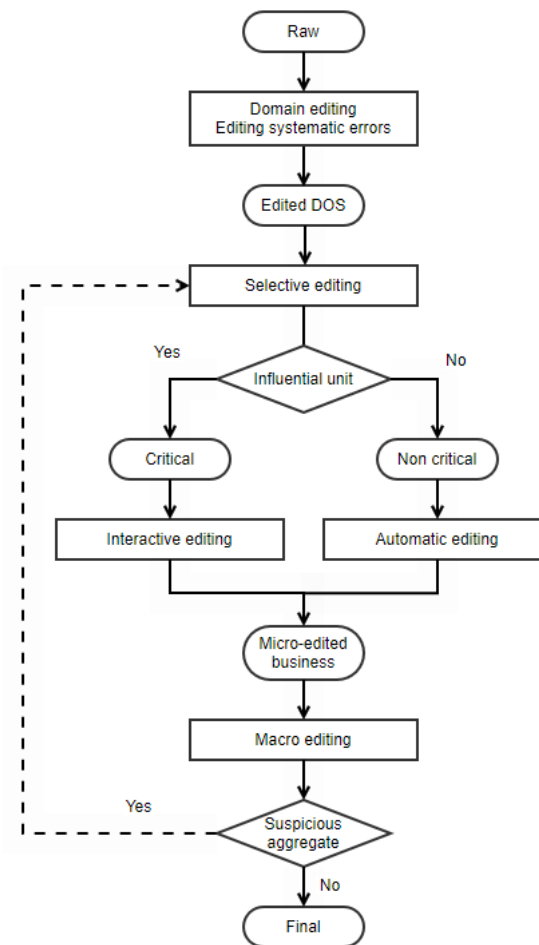 Raw
Domain editing
Editing systematic errors
Edited DOS
Selective editing
Yes
No
Influential unit
Critical
Non critical
Interactive editing
Automatic editing
Micro-edited
business
Macro editing
Yes
Suspicious
aggregate
No
Final